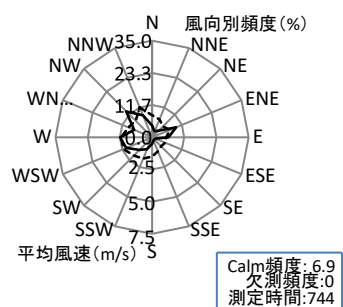 N 風向別頻度(%)
35.0
NNW NNE
NW 23.3 NE
WN... 11.7 ENE
W 0.0 E
WSW 2.5 ESE
SW 5.0 SE
SSW 7.5 SSE
平均風速(m/s) S
Calm頻度: 6.9
欠測頻度:0
測定時間:744